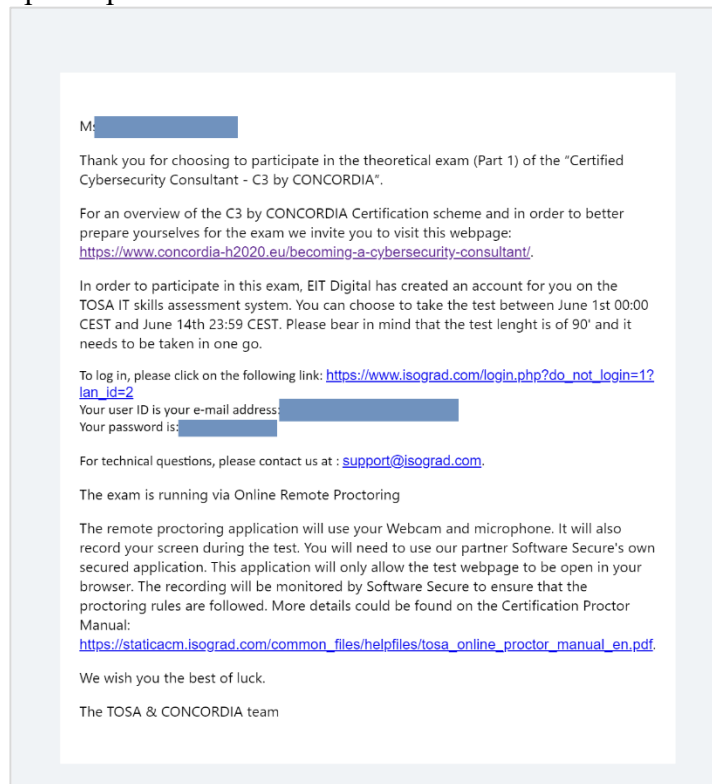 Ms
Thank you for choosing to participate in the theoretical exam (Part 1) of the “Certified
Cybersecurity Consultant - C3 by CONCORDIA”.
For an overview of the C3 by CONCORDIA Certification scheme and in order to better
prepare yourselves for the exam we invite you to visit this webpage:
https://www.concordia-h2020.eu/becoming-a-cybersecurity-consultant/.
In order to participate in this exam, EIT Digital has created an account for you on the
TOSA IT skills assessment system. You can choose to take the test between June 1st 00:00
CEST and June 14th 23:59 CEST. Please bear in mind that the test lenght is of 90' and it
needs to be taken in one go.
To log in, please click on the following link: https://www.isograd.com/login.php?do_not_login=1?
lan_id=2
Your user ID is your e-mail address:
Your password is:
For technical questions, please contact us at : support@isograd.com.
The exam is running via Online Remote Proctoring
The remote proctoring application will use your Webcam and microphone. It will also
record your screen during the test. You will need to use our partner Software Secure's own
secured application. This application will only allow the test webpage to be open in your
browser. The recording will be monitored by Software Secure to ensure that the
proctoring rules are followed. More details could be found on the Certification Proctor
Manual:
https://staticacm.isograd.com/common_files/helpfiles/tosa_online_proctor_manual_en.pdf.
We wish you the best of luck.
The TOSA & CONCORDIA team